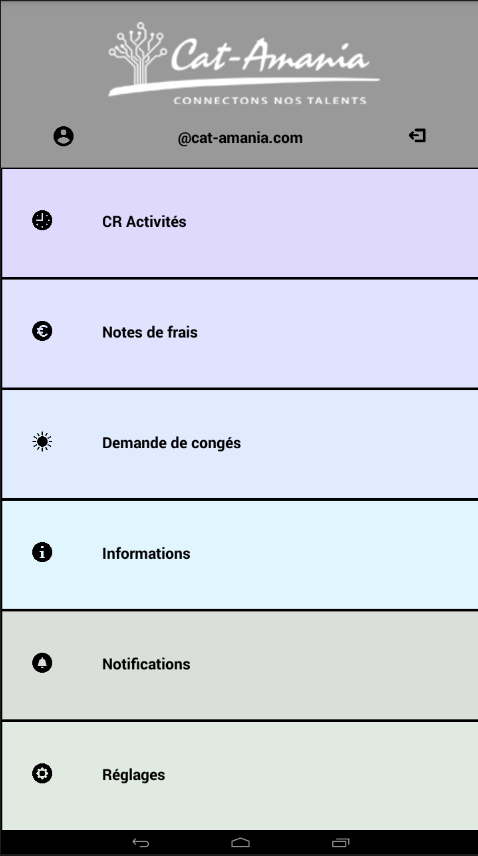 Cat-Amania
CONNECTONS NOS TALENTS
@cat-amania.com
CR Activités
Notes de frais
Demande de congés
Informations
Notifications
Réglages